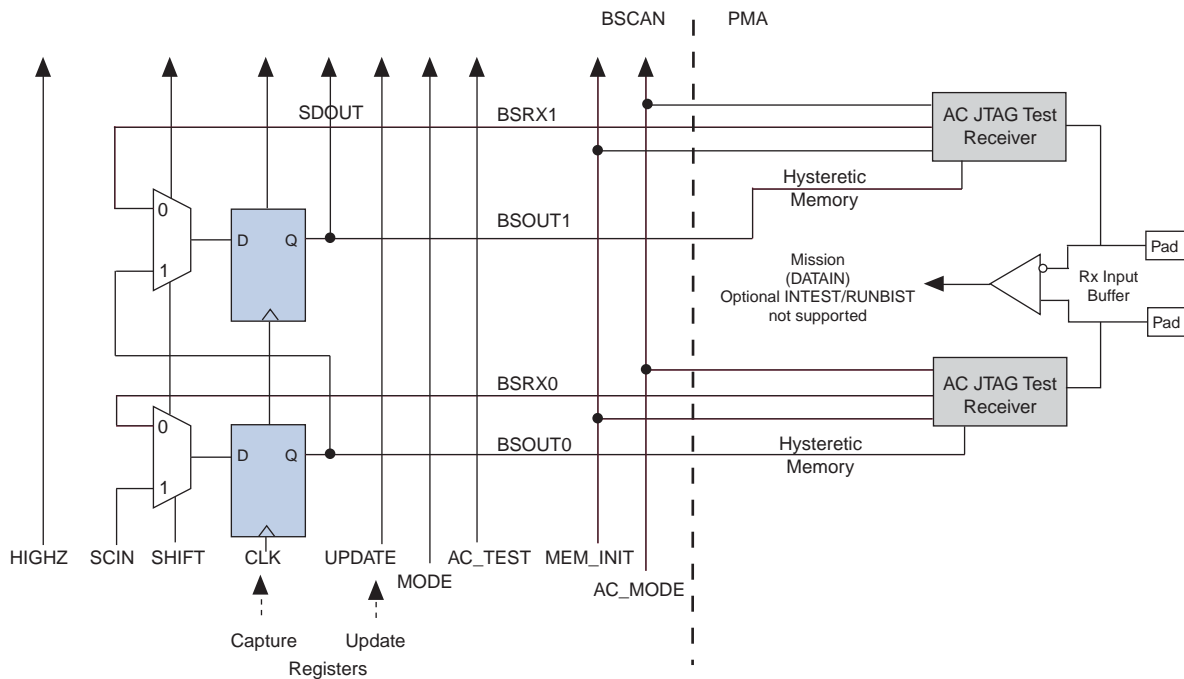 BSCAN
PMA
SDOUT
BSRX1
AC JTAG Test
Receiver
Hysteretic
Memory
0
D
Q
BSOUT1
1
Mission
(DATAIN)
Optional INTEST/RUNBIST
not supported
Pad
Rx Input
Buffer
Pad
BSRX0
AC JTAG Test
Receiver
0
D
Q
BSOUT0
Hysteretic
Memory
1
HIGHZ
SCIN
SHIFT
CLK
UPDATE
MODE
AC_TEST
MEM_INIT
AC_MODE
Capture
Update
Registers